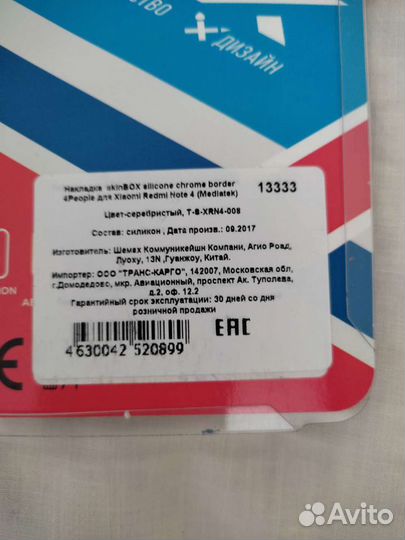 ДИЗАЙН
Накладка skinBOX silicone chrome border
4People для Xiaomi Redmi Note 4 (Mediatek)
13333
Цвет-серебристый, T-S-XRN4-008
Состав: силикон , Дата произв.: 09.2017
Изготовитель: Шемах Коммуникейшн Компани, Агио Роад,
Луоху, 13N ,Гуанжоу, Китай.
Импортер: ООО "ТРАНС-КАРГО", 142007, Московская обл,
г.Домодедово, мкр. Авиационный, проспект Ак. Туполева,
д.2, оф. 12.2
Гарантийный срок эксплуатации: 30 дней со дня
розничной продажи
4630042 520899
EAC
CE
Avito